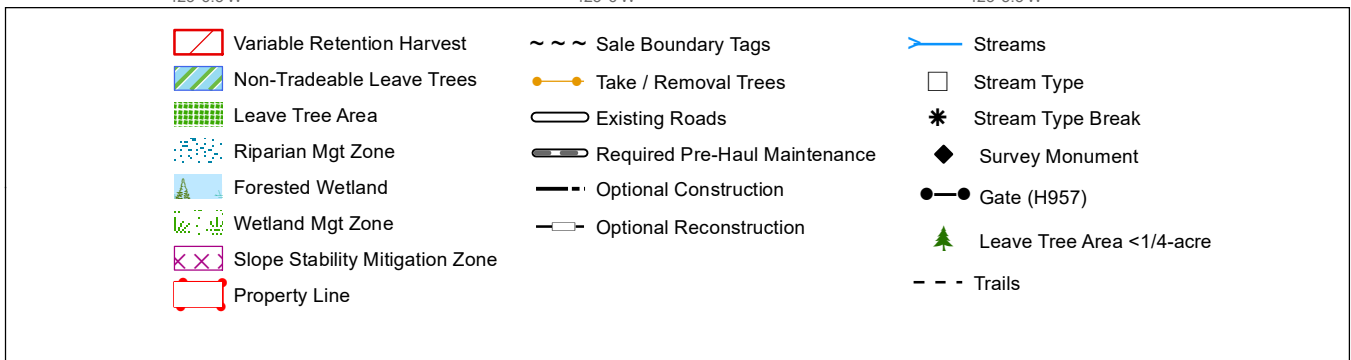 Variable Retention Harvest
Non-Tradeable Leave Trees
Leave Tree Area
Riparian Mgt Zone
Forested Wetland
Wetland Mgt Zone
Slope Stability Mitigation Zone
Property Line
Sale Boundary Tags
Take / Removal Trees
Existing Roads
Required Pre-Haul Maintenance
Optional Construction
Optional Reconstruction
Streams
Stream Type
Stream Type Break
Survey Monument
Gate (H957)
Leave Tree Area <1/4-acre
Trails